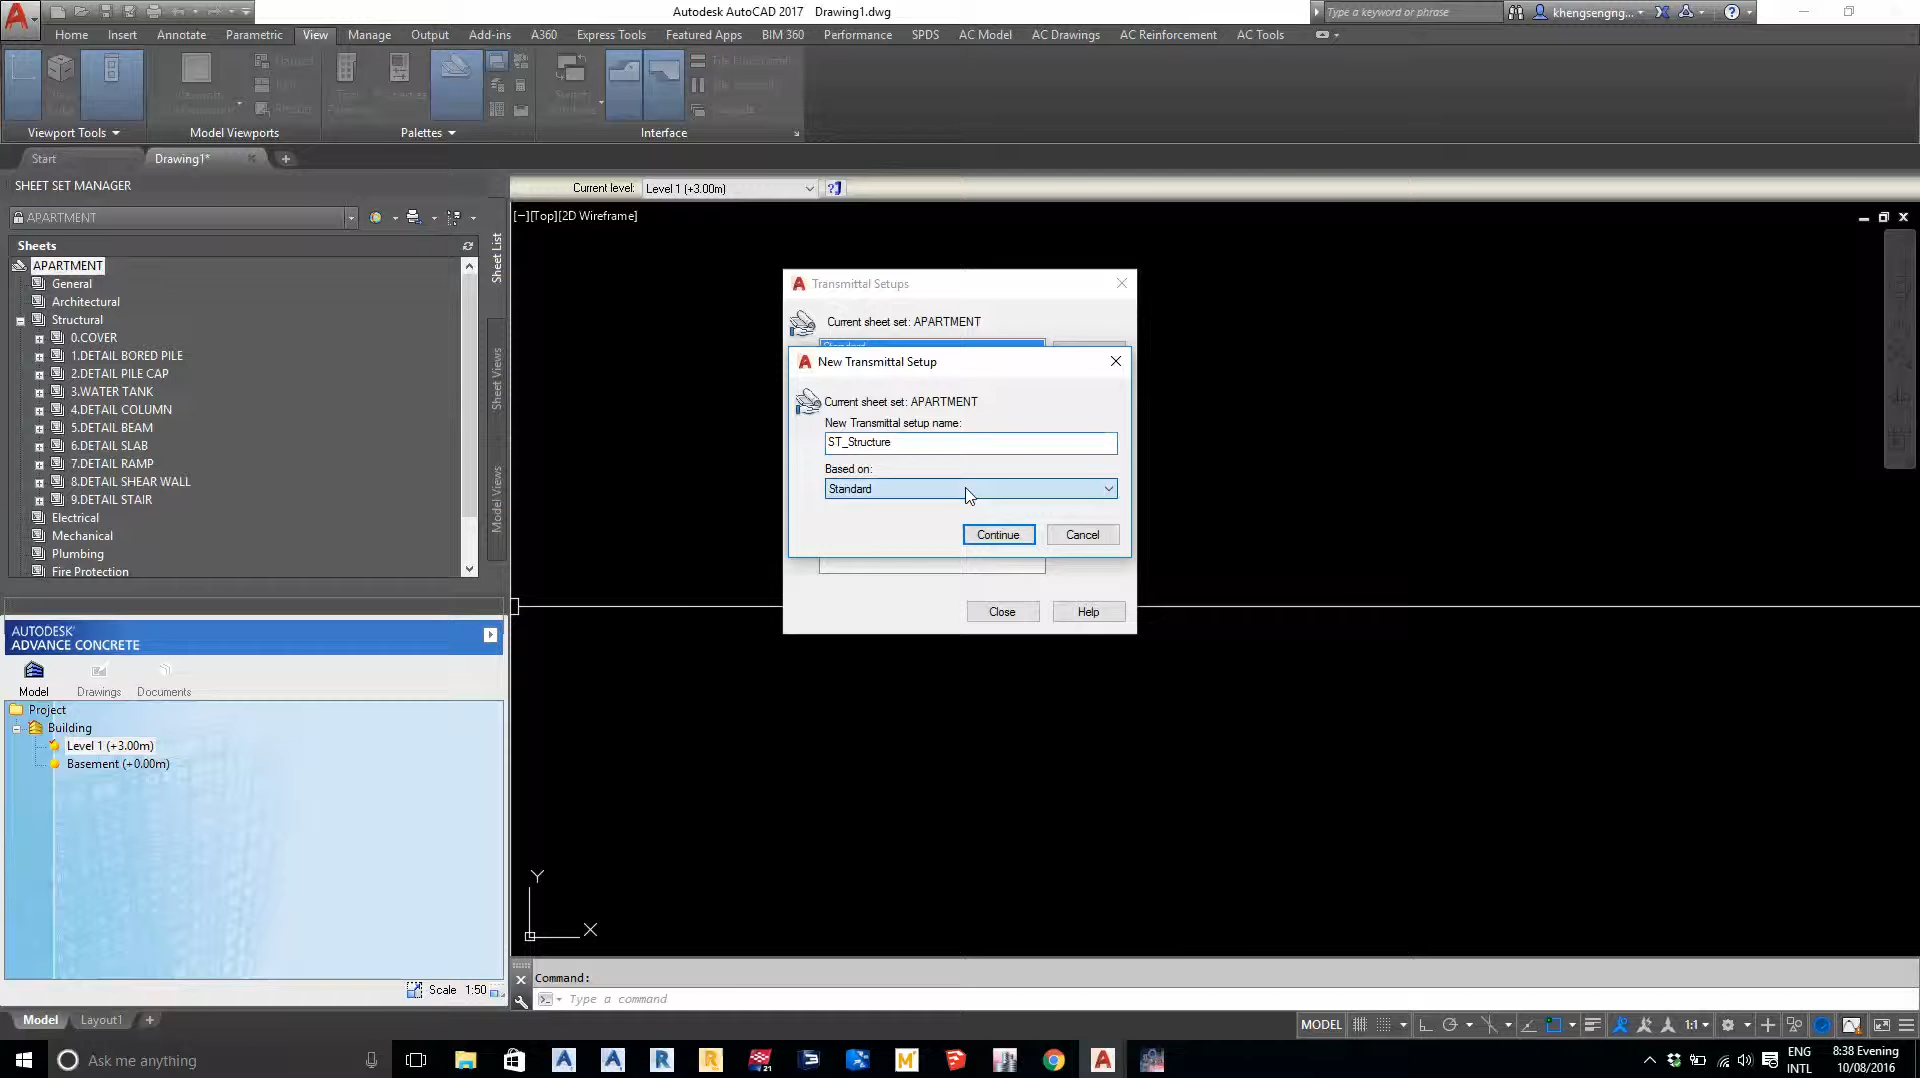 Autodesk AutoCAD 2017 Drawing1.dwg
Type a keyword or phrase
khengsengng...
Home Insert Annotate Parametric View Manage Output Add-ins A360 Express Tools Featured Apps BIM 360 Performance SPDS AC Model AC Drawings AC Reinforcement AC Tools
Viewport Tools Model Viewports Palettes Interface
Start Drawing1*
SHEET SET MANAGER
Current level: Level 1 (+3.00m)
APARTMENT
[−][Top][2D Wireframe]
Sheets
Sheet List
Sheet Views
Model Views
APARTMENT
General
Architectural
Structural
0.COVER
1.DETAIL BORED PILE
2.DETAIL PILE CAP
3.WATER TANK
4.DETAIL COLUMN
5.DETAIL BEAM
6.DETAIL SLAB
7.DETAIL RAMP
8.DETAIL SHEAR WALL
9.DETAIL STAIR
Electrical
Mechanical
Plumbing
Fire Protection
Transmittal Setups
Current sheet set: APARTMENT
New Transmittal Setup
Current sheet set: APARTMENT
New Transmittal setup name:
ST_Structure
Based on:
Standard
Continue Cancel
Close Help
AUTODESK'
ADVANCE CONCRETE
Model Drawings Documents
Project
Building
Level 1 (+3.00m)
Basement (+0.00m)
Scale 1:50
Y
X
Command:
Type a command
Model Layout1
MODEL 1:1
Ask me anything
21
ENG
INTL
8:38 Evening
10/08/2016